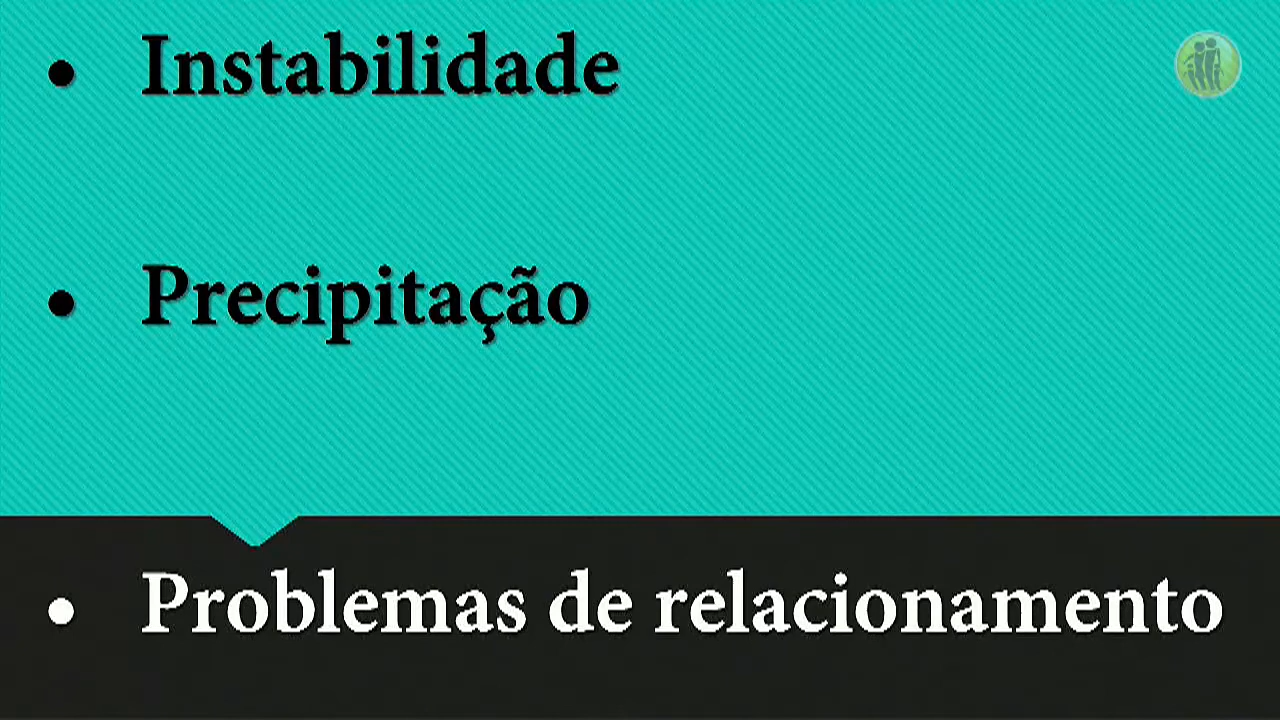 • Instabilidade
• Precipitação
• Problemas de relacionamento